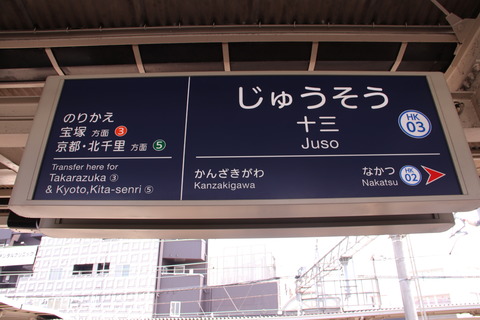 のりかえ
宝塚 方面 3
京都・北千里 方面 5
Transfer here for
Takarazuka ③
& Kyoto,Kita-senri ⑤
じゅうそう
十三
Juso
HK
03
かんざきがわ
Kanzakigawa
なかつ
Nakatsu
HK
02